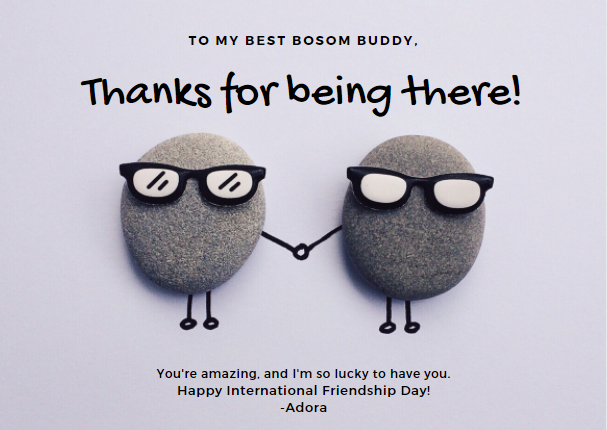 TO MY BEST BOSOM BUDDY,
Thanks for being there!
You're amazing, and I'm so lucky to have you.
Happy International Friendship Day!
-Adora